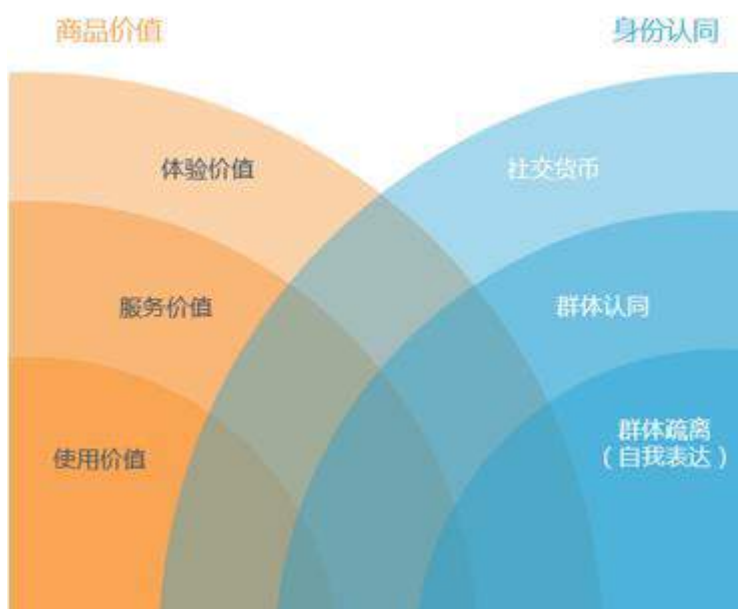 商品价值
身份认同
体验价值
社交货币
服务价值
群体认同
使用价值
群体疏离
（自我表达）